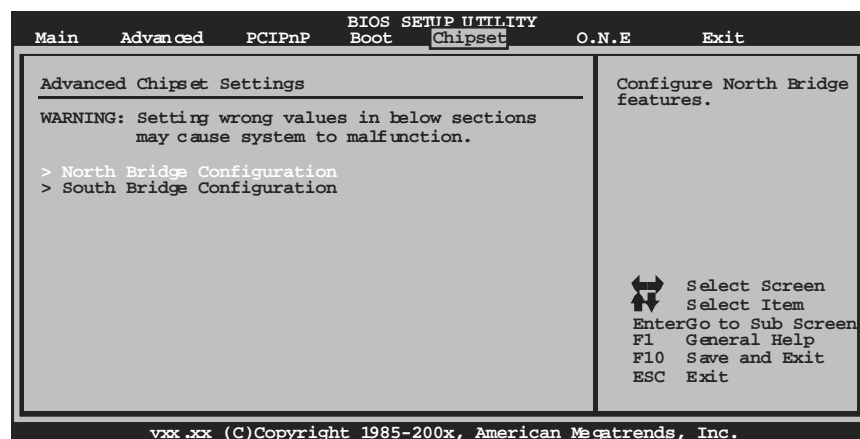 BIOS SETUP UTILITY
Main Advanced PCIPnP Boot Chipset O.N.E Exit
Advanced Chipset Settings
WARNING: Setting wrong values in below sections
may cause system to malfunction.
> North Bridge Configuration
> South Bridge Configuration
Configure North Bridge
features.
Select Screen
Select Item
EnterGo to Sub Screen
F1 General Help
F10 Save and Exit
ESC Exit
vxx.xx (C)Copyright 1985-200x, American Megatrends, Inc.